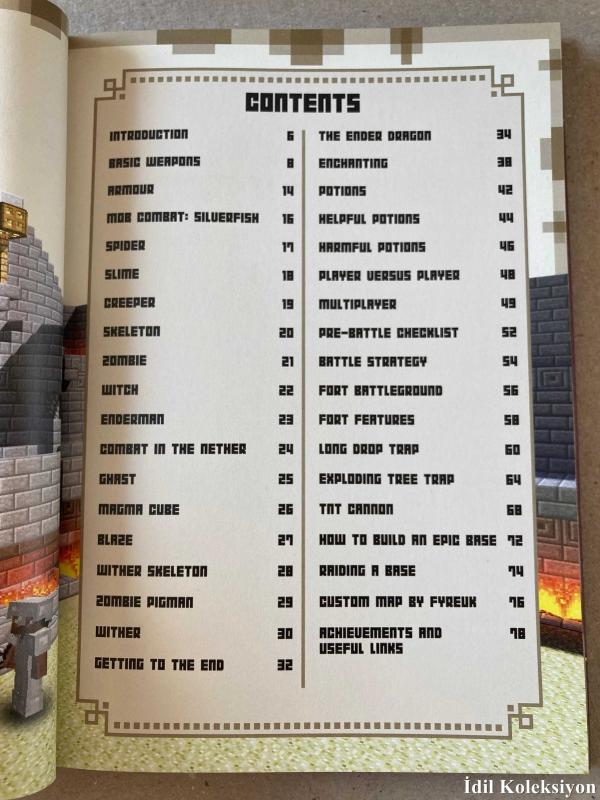 CONTENTS
INTRODUCTION 6
BASIC WEAPONS 8
ARMOUR 14
MOB COMBAT: SILVERFISH 16
SPIDER 17
SLIME 18
CREEPER 19
SKELETON 20
ZOMBIE 21
WITCH 22
ENDERMAN 23
COMBAT IN THE NETHER 24
GHAST 25
MAGMA CUBE 26
BLAZE 27
WITHER SKELETON 28
ZOMBIE PIGMAN 29
WITHER 30
GETTING TO THE END 32
THE ENDER DRAGON 34
ENCHANTING 38
POTIONS 42
HELPFUL POTIONS 44
HARMFUL POTIONS 46
PLAYER VERSUS PLAYER 48
MULTIPLAYER 49
PRE-BATTLE CHECKLIST 52
BATTLE STRATEGY 54
FORT BATTLEGROUND 56
FORT FEATURES 58
LONG DROP TRAP 60
EXPLODING TREE TRAP 64
TNT CANNON 68
HOW TO BUILD AN EPIC BASE 72
RAIDING A BASE 74
CUSTOM MAP BY FYREUK 76
ACHIEVEMENTS AND 78
USEFUL LINKS
İdil Koleksiyon